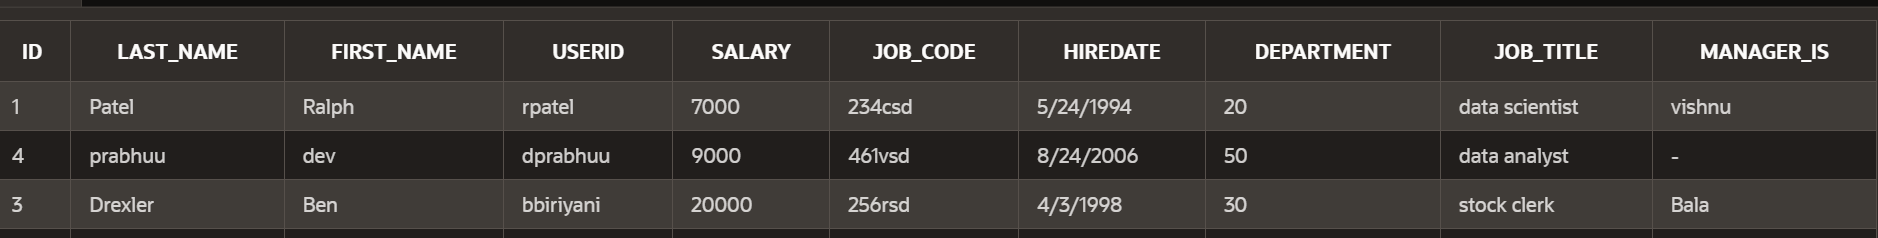 ID LAST_NAME FIRST_NAME USERID SALARY JOB_CODE HIREDATE DEPARTMENT JOB_TITLE MANAGER_IS
1 Patel Ralph rpatel 7000 234csd 5/24/1994 20 data scientist vishnu
4 prabhuu dev dprabhuu 9000 461vsd 8/24/2006 50 data analyst -
3 Drexler Ben bbiriyani 20000 256rsd 4/3/1998 30 stock clerk Bala